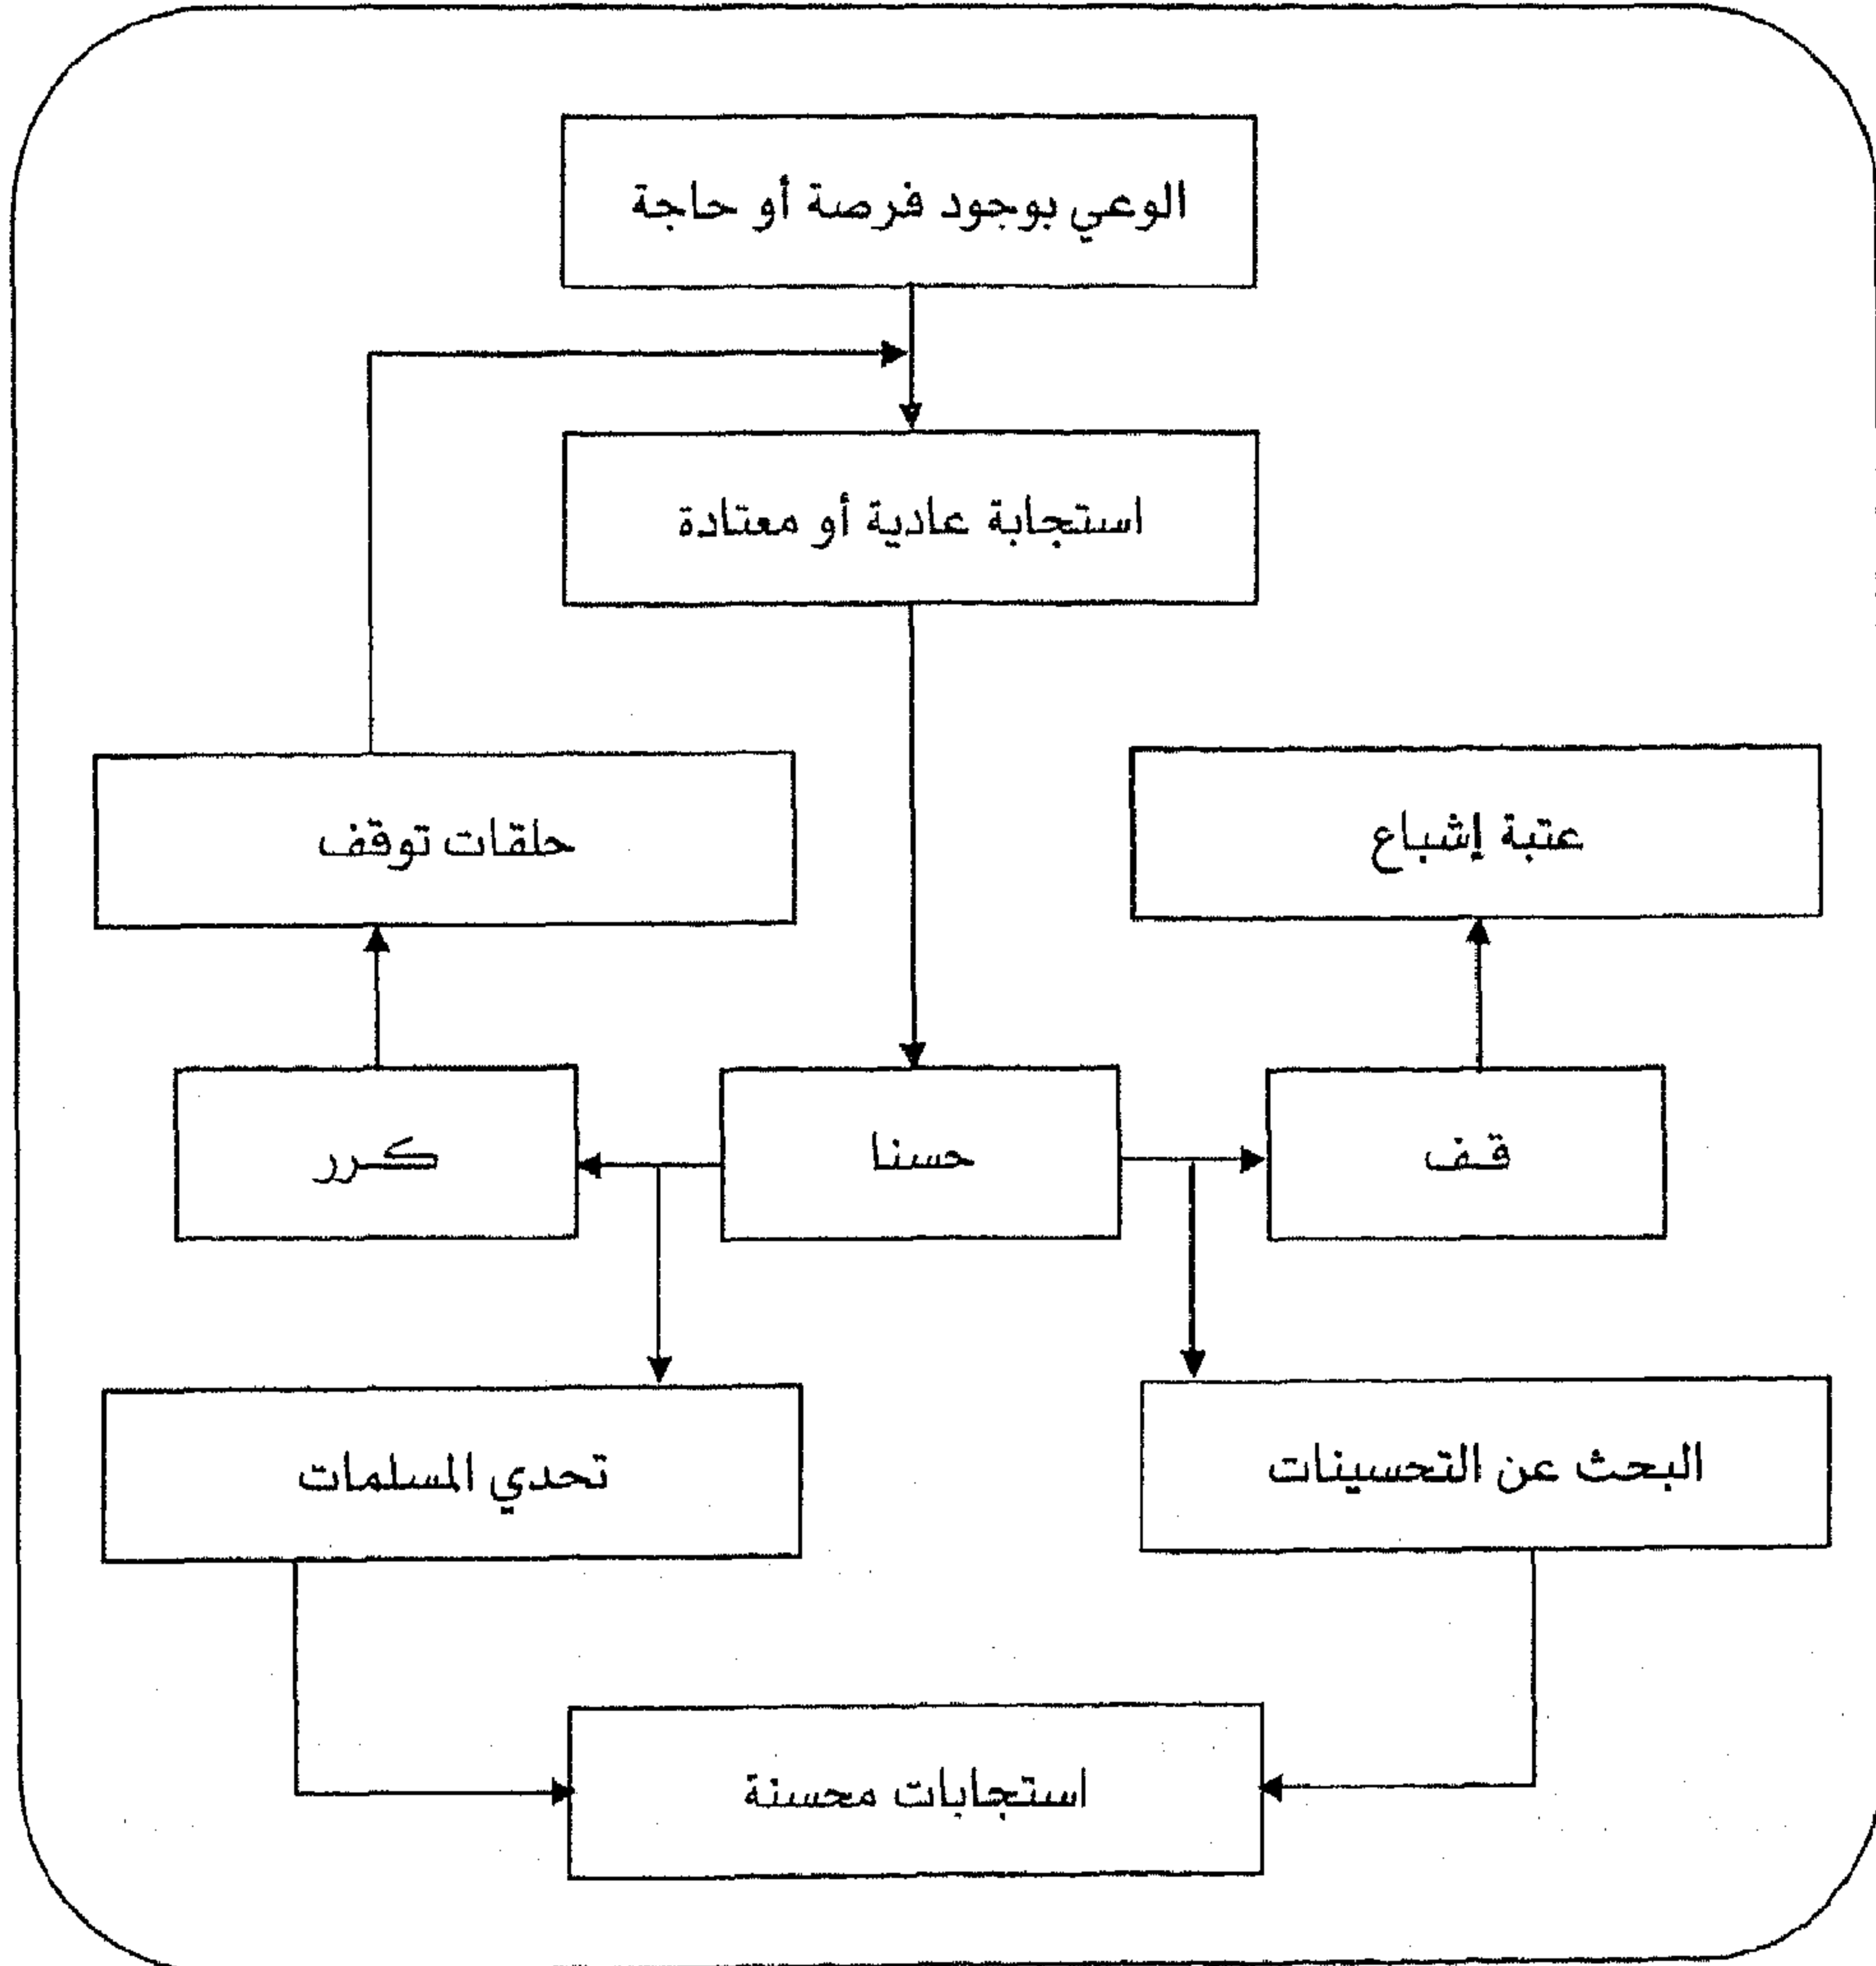 الوعي بوجود فرصة أو حاجة
استجابة عادية أو معتادة
عتبة إشباع
حلقات توقف
قف
حسنا
كرر
البحث عن التحسينات
تحدي المسلمات
استجابات محسنة